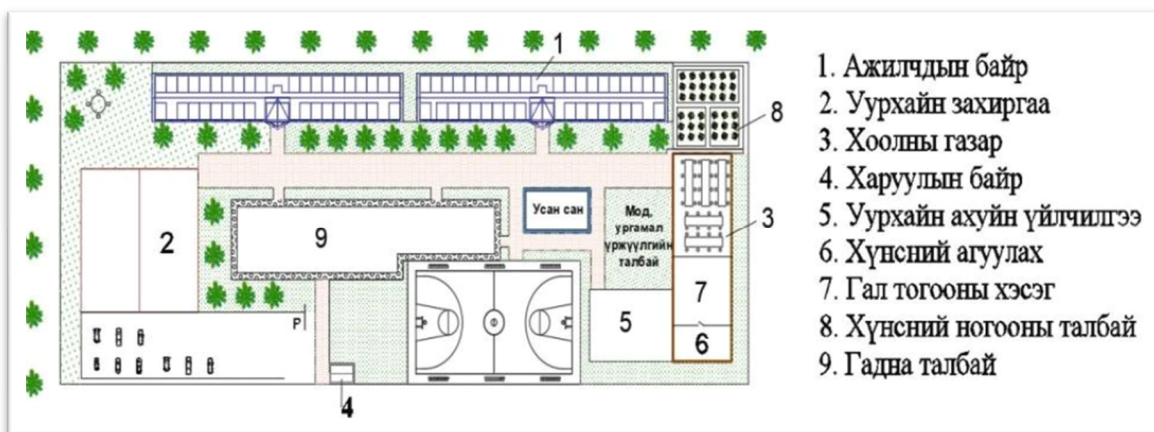 1
8
3
2
9
Усан сан
Мод,
ургамал
үржүүлгийн
талбай
7
5
6
P
4
1. Ажилчдын байр
2. Уурхайн захиргаа
3. Хоолны газар
4. Харуулын байр
5. Уурхайн ахуйн үйлчилгээ
6. Хүнсний агуулах
7. Гал тогооны хэсэг
8. Хүнсний ногооны талбай
9. Гадна талбай